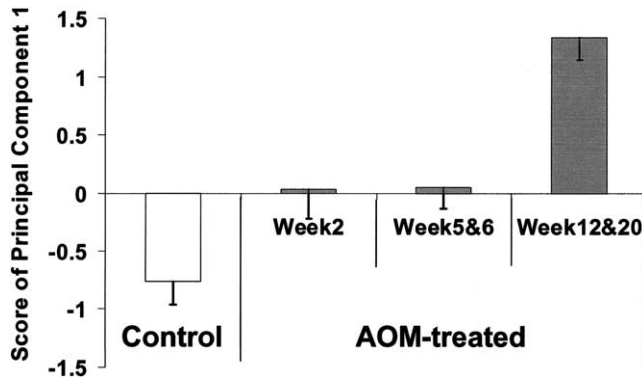 Score of Principal Component 1
1.5
1
0.5
0
-0.5
-1
-1.5
Week2
Week5&6
Week12&20
Control
AOM-treated